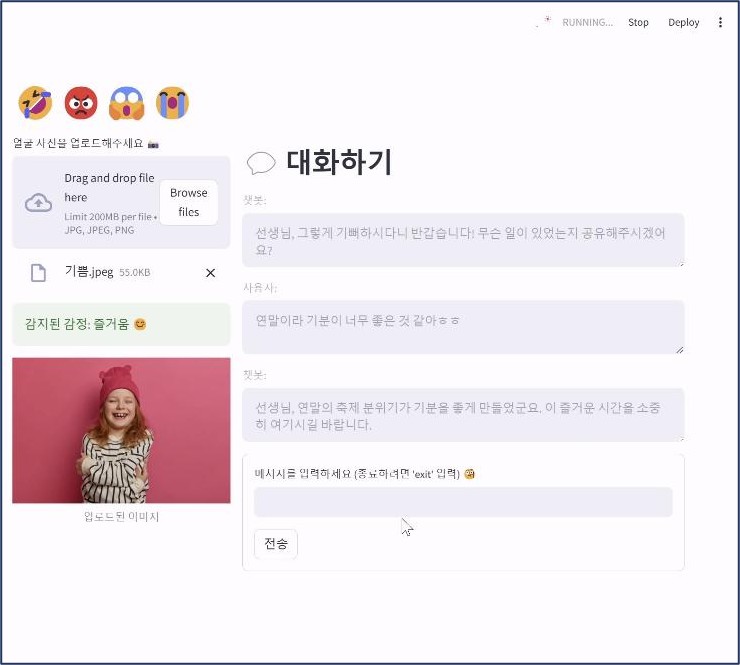 RUNNING...
Stop
Deploy
얼굴 사진을 업로드해주세요 📸
Drag and drop file
here
Limit 200MB per file •
JPG, JPEG, PNG
Browse
files
기쁨.jpeg 55.0KB
감지된 감정: 즐거움 😊
업로드된 이미지
대화하기
챗봇:
선생님, 그렇게 기뻐하시다니 반갑습니다! 무슨 일이 있었는지 공유해주시겠어
요?
사용자:
연말이라 기분이 너무 좋은 것 같아ㅎㅎ
챗봇:
선생님, 연말의 축제 분위기가 기분을 좋게 만들었군요. 이 즐거운 시간을 소중
히 여기시길 바랍니다.
메시지를 입력하세요 (종료하려면 'exit' 입력) 🧐
전송